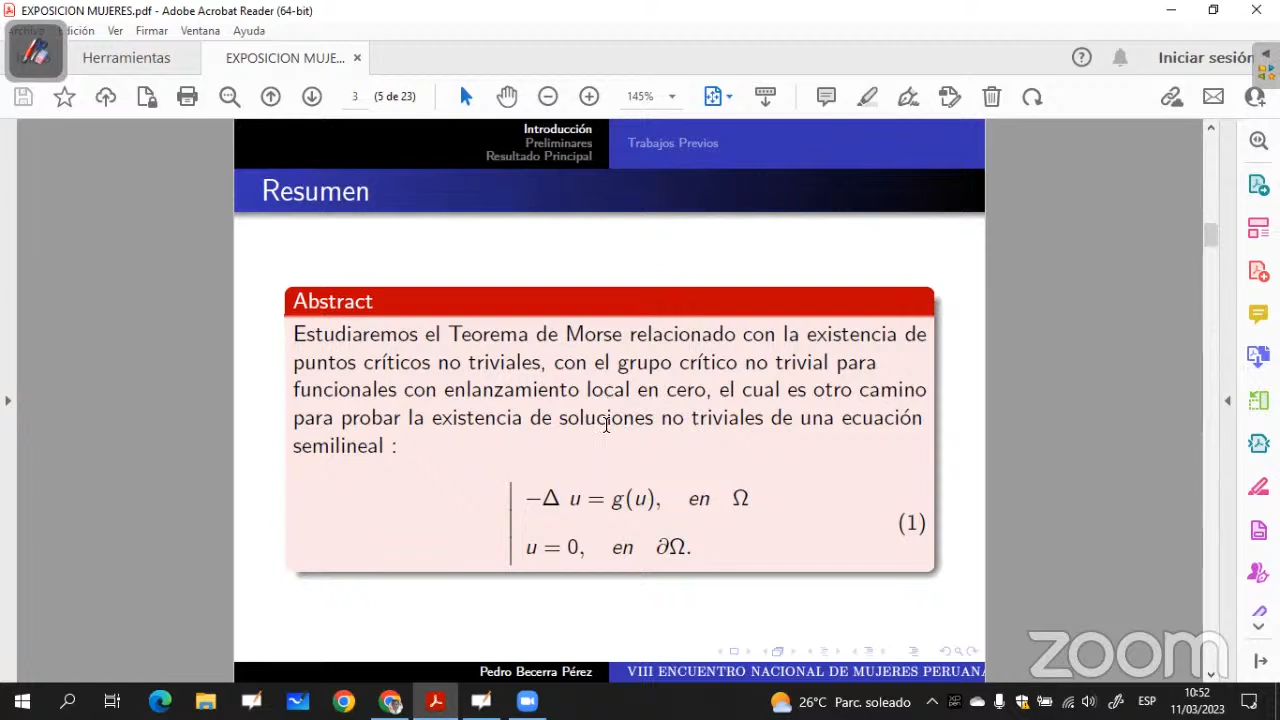 EXPOSICION MUJERES.pdf - Adobe Acrobat Reader (64-bit)
Edición Ver Firmar Ventana Ayuda
Herramientas EXPOSICION MUJE... × Iniciar sesión
3 (5 de 23) 145%
Introducción
Preliminares
Resultado Principal
Trabajos Previos
Resumen
Abstract
Estudiaremos el Teorema de Morse relacionado con la existencia de
puntos críticos no triviales, con el grupo crítico no trivial para
funcionales con enlanzamiento local en cero, el cual es otro camino
para probar la existencia de soluciones no triviales de una ecuación
semilineal :
−Δ u = g(u), en Ω
(1)
u = 0, en ∂Ω.
Pedro Becerra Pérez VIII ENCUENTRO NACIONAL DE MUJERES PERUANA
zoom
26°C Parc. soleado ESP 10:52
11/03/2023